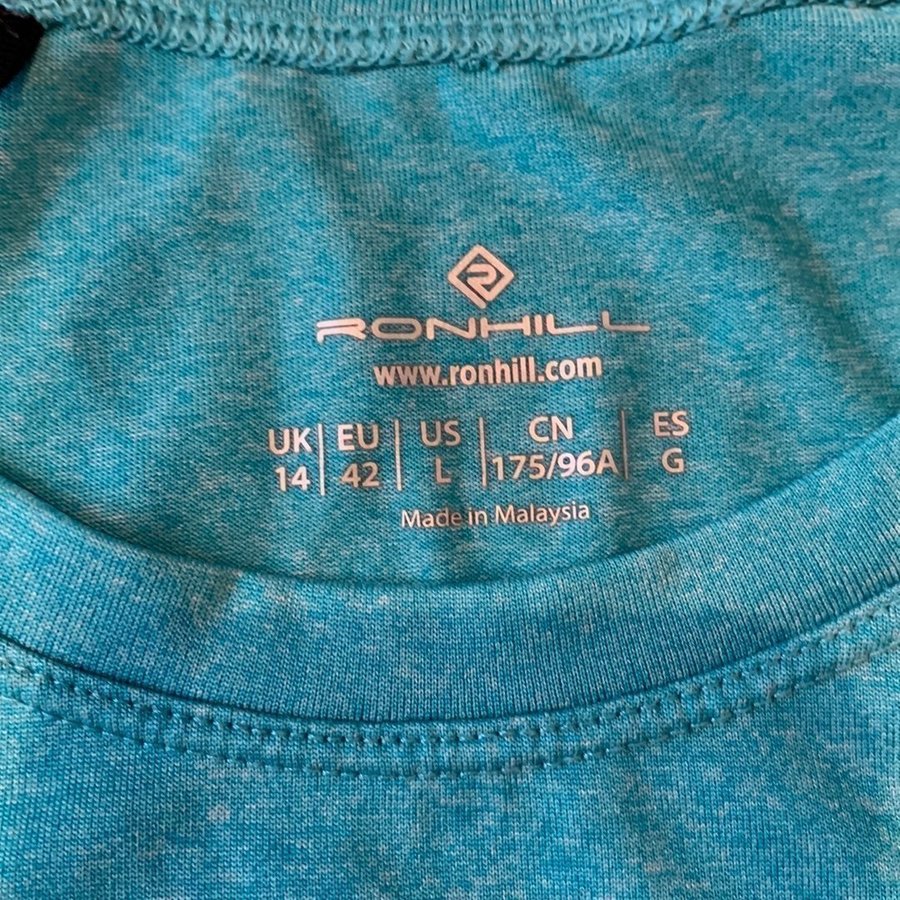 RONHILL
www.ronhill.com
UK | EU | US | CN | ES
14 | 42 | L | 175/96A | G
Made in Malaysia